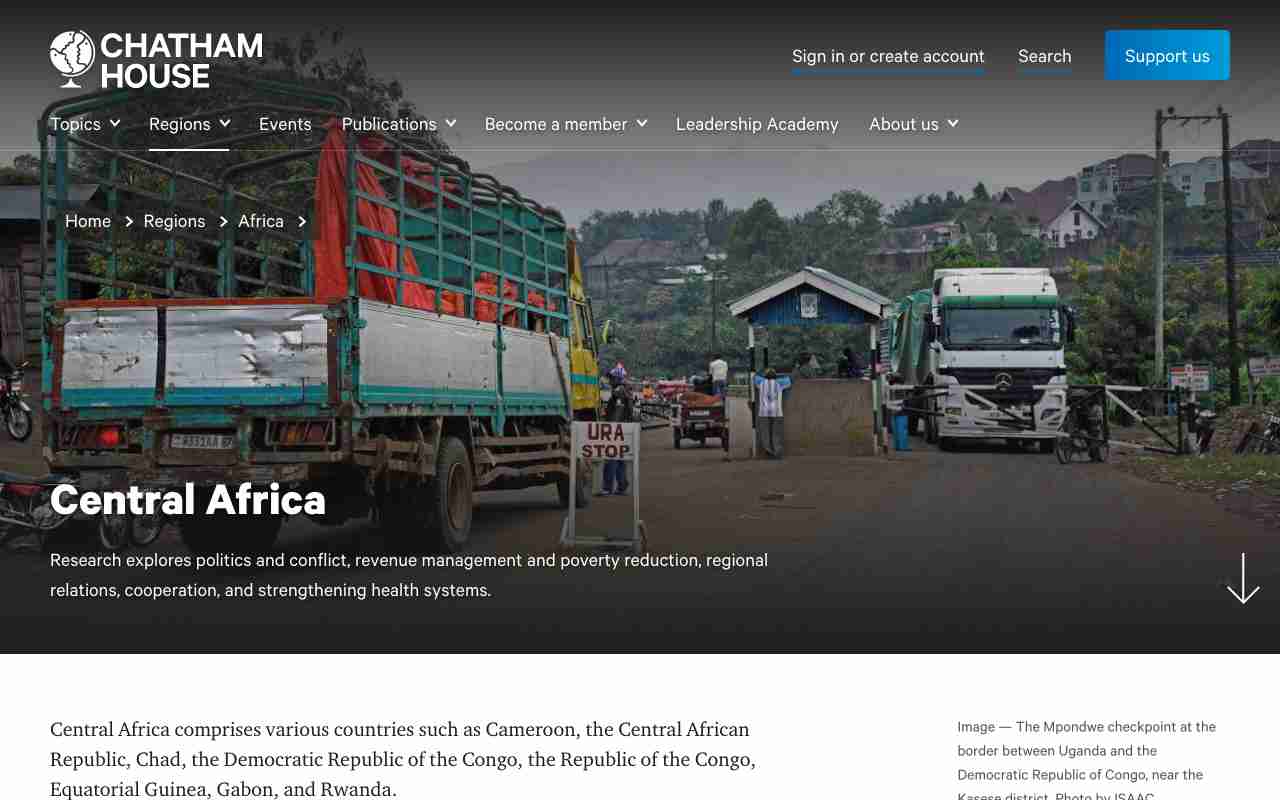 CHATHAM
HOUSE
Sign in or create account
Search
Support us
Topics
Regions
Events
Publications
Become a member
Leadership Academy
About us
Home
Regions
Africa
URA
STOP
Central Africa
Research explores politics and conflict, revenue management and poverty reduction, regional
relations, cooperation, and strengthening health systems.
Central Africa comprises various countries such as Cameroon, the Central African
Republic, Chad, the Democratic Republic of the Congo, the Republic of the Congo,
Equatorial Guinea, Gabon, and Rwanda.
Image — The Mpondwe checkpoint at the
border between Uganda and the
Democratic Republic of Congo, near the
Kasese district. Photo by ISAAC